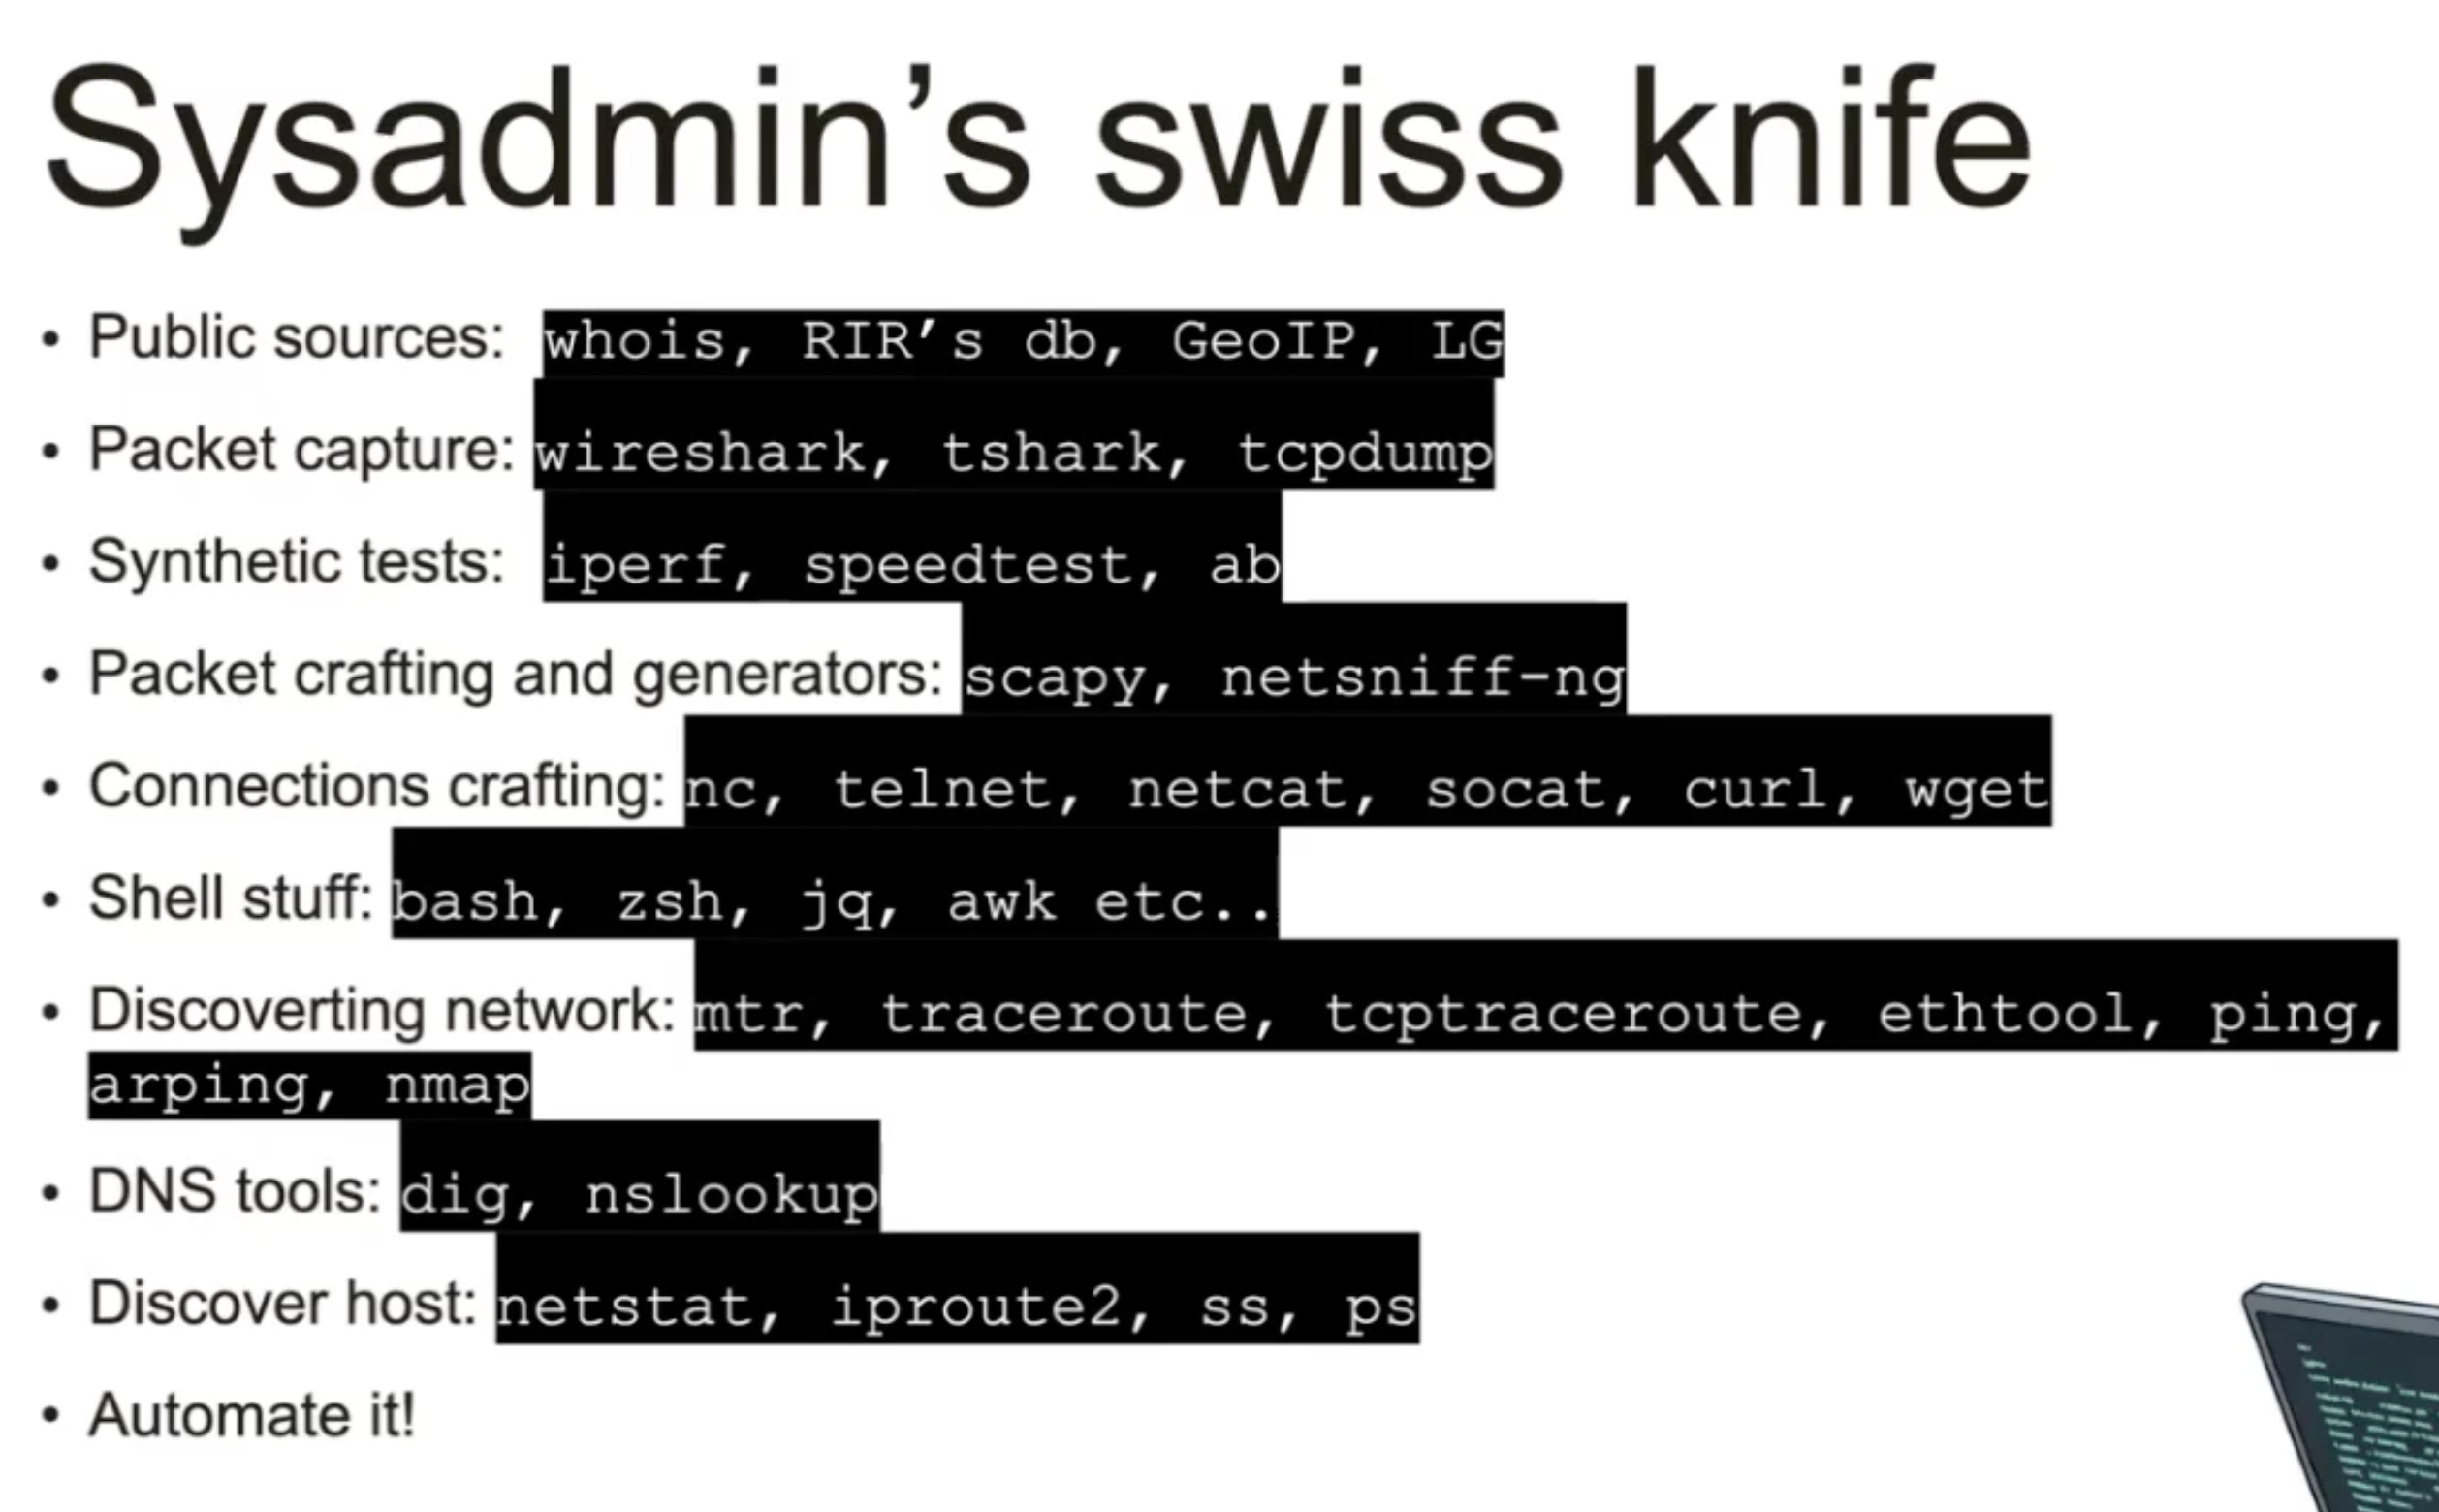 Sysadmin’s swiss knife
• Public sources: whois, RIR’s db, GeoIP, LG
• Packet capture: wireshark, tshark, tcpdump
• Synthetic tests: iperf, speedtest, ab
• Packet crafting and generators: scapy, netsniff-ng
• Connections crafting: nc, telnet, netcat, socat, curl, wget
• Shell stuff: bash, zsh, jq, awk etc..
• Discoverting network: mtr, traceroute, tcptraceroute, ethtool, ping,
arping, nmap
• DNS tools: dig, nslookup
• Discover host: netstat, iproute2, ss, ps
• Automate it!